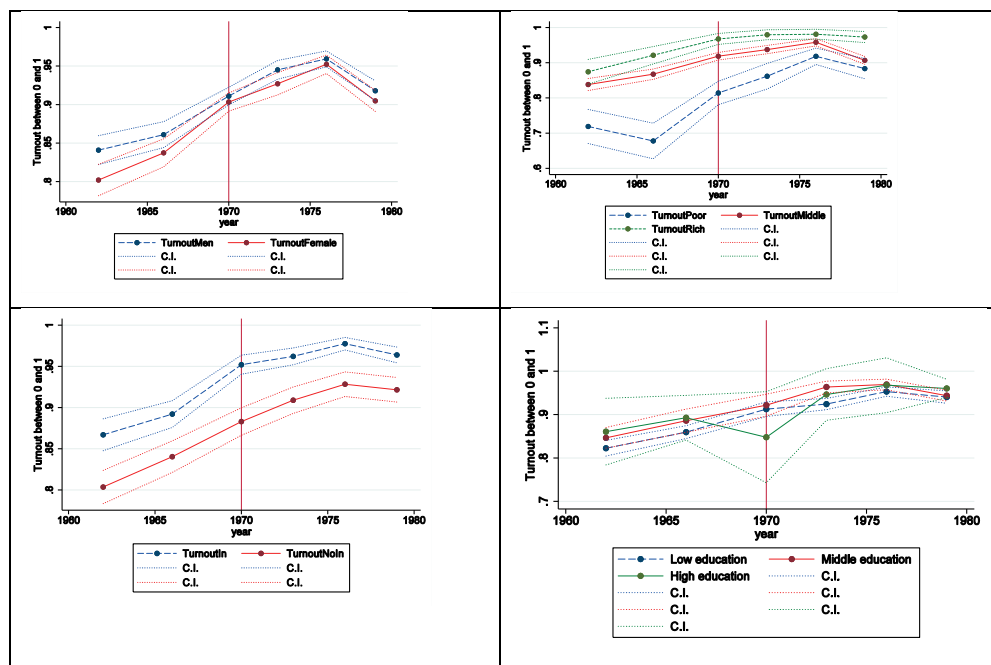 Turnout between 0 and 1
1
.95
.9
.85
.8
1960 1965 1970 1975 1980
year
TurnoutMen TurnoutFemale
C.I. C.I.
C.I. C.I.
Turnout between 0 and 1
1
.9
.8
.7
.6
1960 1965 1970 1975 1980
year
TurnoutPoor TurnoutMiddle
TurnoutRich C.I.
C.I. C.I.
C.I. C.I.
C.I.
Turnout between 0 and 1
1
.95
.9
.85
.8
1960 1965 1970 1975 1980
year
TurnoutIn TurnoutNoIn
C.I. C.I.
C.I. C.I.
Turnout between 0 and 1
1.1
1
.9
.8
.7
1960 1965 1970 1975 1980
year
Low education Middle education
High education C.I.
C.I. C.I.
C.I. C.I.
C.I.